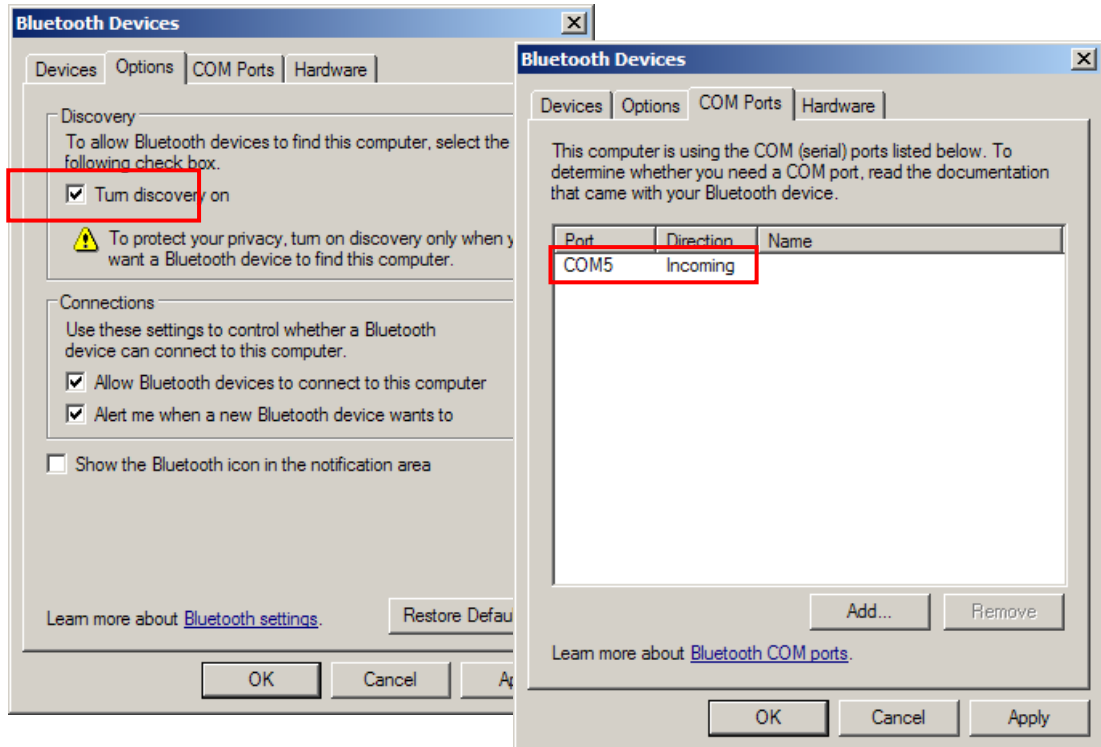 Bluetooth Devices
Devices Options COM Ports Hardware
Discovery
To allow Bluetooth devices to find this computer, select the
following check box.
Turn discovery on
To protect your privacy, turn on discovery only when y
want a Bluetooth device to find this computer.
Connections
Use these settings to control whether a Bluetooth
device can connect to this computer.
Allow Bluetooth devices to connect to this computer
Alert me when a new Bluetooth device wants to
Show the Bluetooth icon in the notification area
Learn more about Bluetooth settings.
Restore Defau
OK Cancel Ap
Bluetooth Devices
Devices Options COM Ports Hardware
This computer is using the COM (serial) ports listed below. To
determine whether you need a COM port, read the documentation
that came with your Bluetooth device.
Port Direction Name
COM5 Incoming
Add... Remove
Learn more about Bluetooth COM ports.
OK Cancel Apply